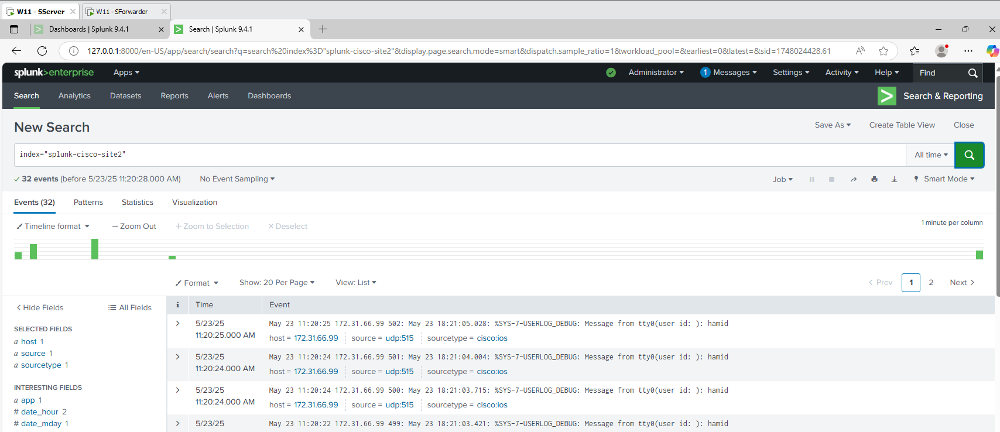 W11 - SServer
W11 - SForwarder
Dashboards | Splunk 9.4.1
Search | Splunk 9.4.1
127.0.0.1:8000/en-US/app/search/search?q=search%20index%3D"splunk-cisco-site2"&display.page.search.mode=smart&dispatch.sample_ratio=1&workload_pool=&earliest=0&latest=&sid=1748024428.61
splunk>enterprise Apps Administrator 1 Messages Settings Activity Help Find
Search Analytics Datasets Reports Alerts Dashboards > Search & Reporting
New Search Save As Create Table View Close
index="splunk-cisco-site2" All time
32 events (before 5/23/25 11:20:28.000 AM) No Event Sampling Job Smart Mode
Events (32) Patterns Statistics Visualization
Timeline format — Zoom Out + Zoom to Selection × Deselect 1 minute per column
Format Show: 20 Per Page View: List < Prev 1 2 Next >
< Hide Fields All Fields
i Time Event
SELECTED FIELDS
a host 1
a source 1
a sourcetype 1
INTERESTING FIELDS
a app 1
# date_hour 2
# date_mday 1
> 5/23/25 11:20:25.000 AM
May 23 11:20:25 172.31.66.99 502: May 23 18:21:05.028: %SYS-7-USERLOG_DEBUG: Message from tty0(user id: ): hamid
host = 172.31.66.99 source = udp:515 sourcetype = cisco:ios
> 5/23/25 11:20:24.000 AM
May 23 11:20:24 172.31.66.99 501: May 23 18:21:04.004: %SYS-7-USERLOG_DEBUG: Message from tty0(user id: ): hamid
host = 172.31.66.99 source = udp:515 sourcetype = cisco:ios
> 5/23/25 11:20:24.000 AM
May 23 11:20:24 172.31.66.99 500: May 23 18:21:03.715: %SYS-7-USERLOG_DEBUG: Message from tty0(user id: ): hamid
host = 172.31.66.99 source = udp:515 sourcetype = cisco:ios
> 5/23/25
May 23 11:20:22 172.31.66.99 499: May 23 18:21:03.421: %SYS-7-USERLOG_DEBUG: Message from tty0(user id: ): hamid